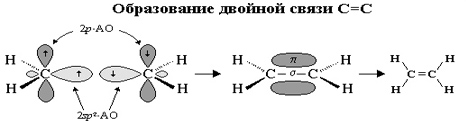 Образование двойной связи C=C
2p-АО
H H H H H H
C C C σ C C=C
π
H H H H H H
2sp²-АО